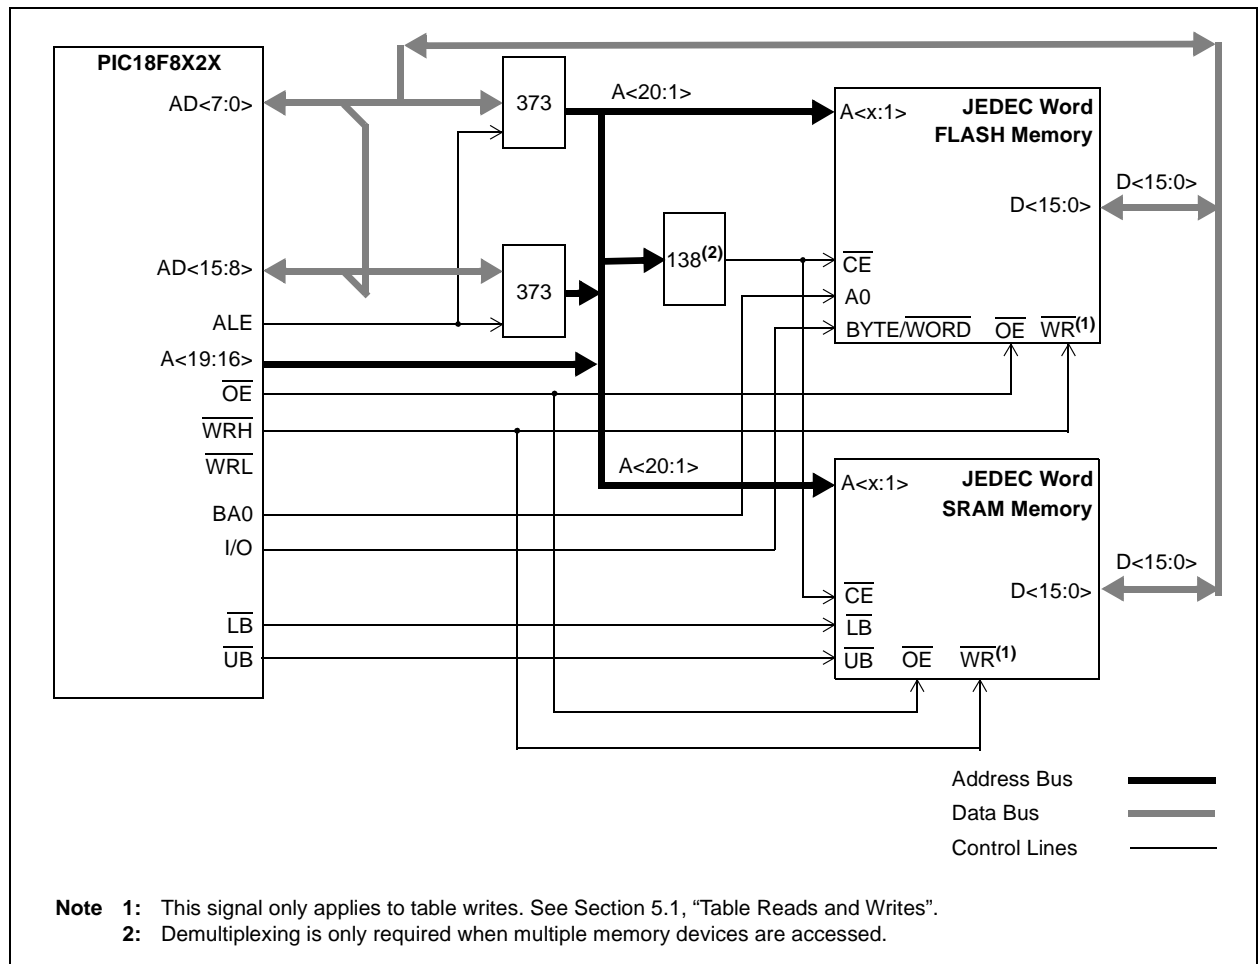 PIC18F8X2X
AD<7:0>
AD<15:8>
ALE
A<19:16>
OE
WRH
WRL
BA0
I/O
LB
UB
373
373
138(2)
A<20:1>
A<20:1>
A<x:1>
JEDEC Word
FLASH Memory
D<15:0>
D<15:0>
CE
A0
BYTE/WORD
OE
WR(1)
A<x:1>
JEDEC Word
SRAM Memory
D<15:0>
D<15:0>
CE
LB
UB
OE
WR(1)
Address Bus
Data Bus
Control Lines
Note 1: This signal only applies to table writes. See Section 5.1, “Table Reads and Writes”.
2: Demultiplexing is only required when multiple memory devices are accessed.